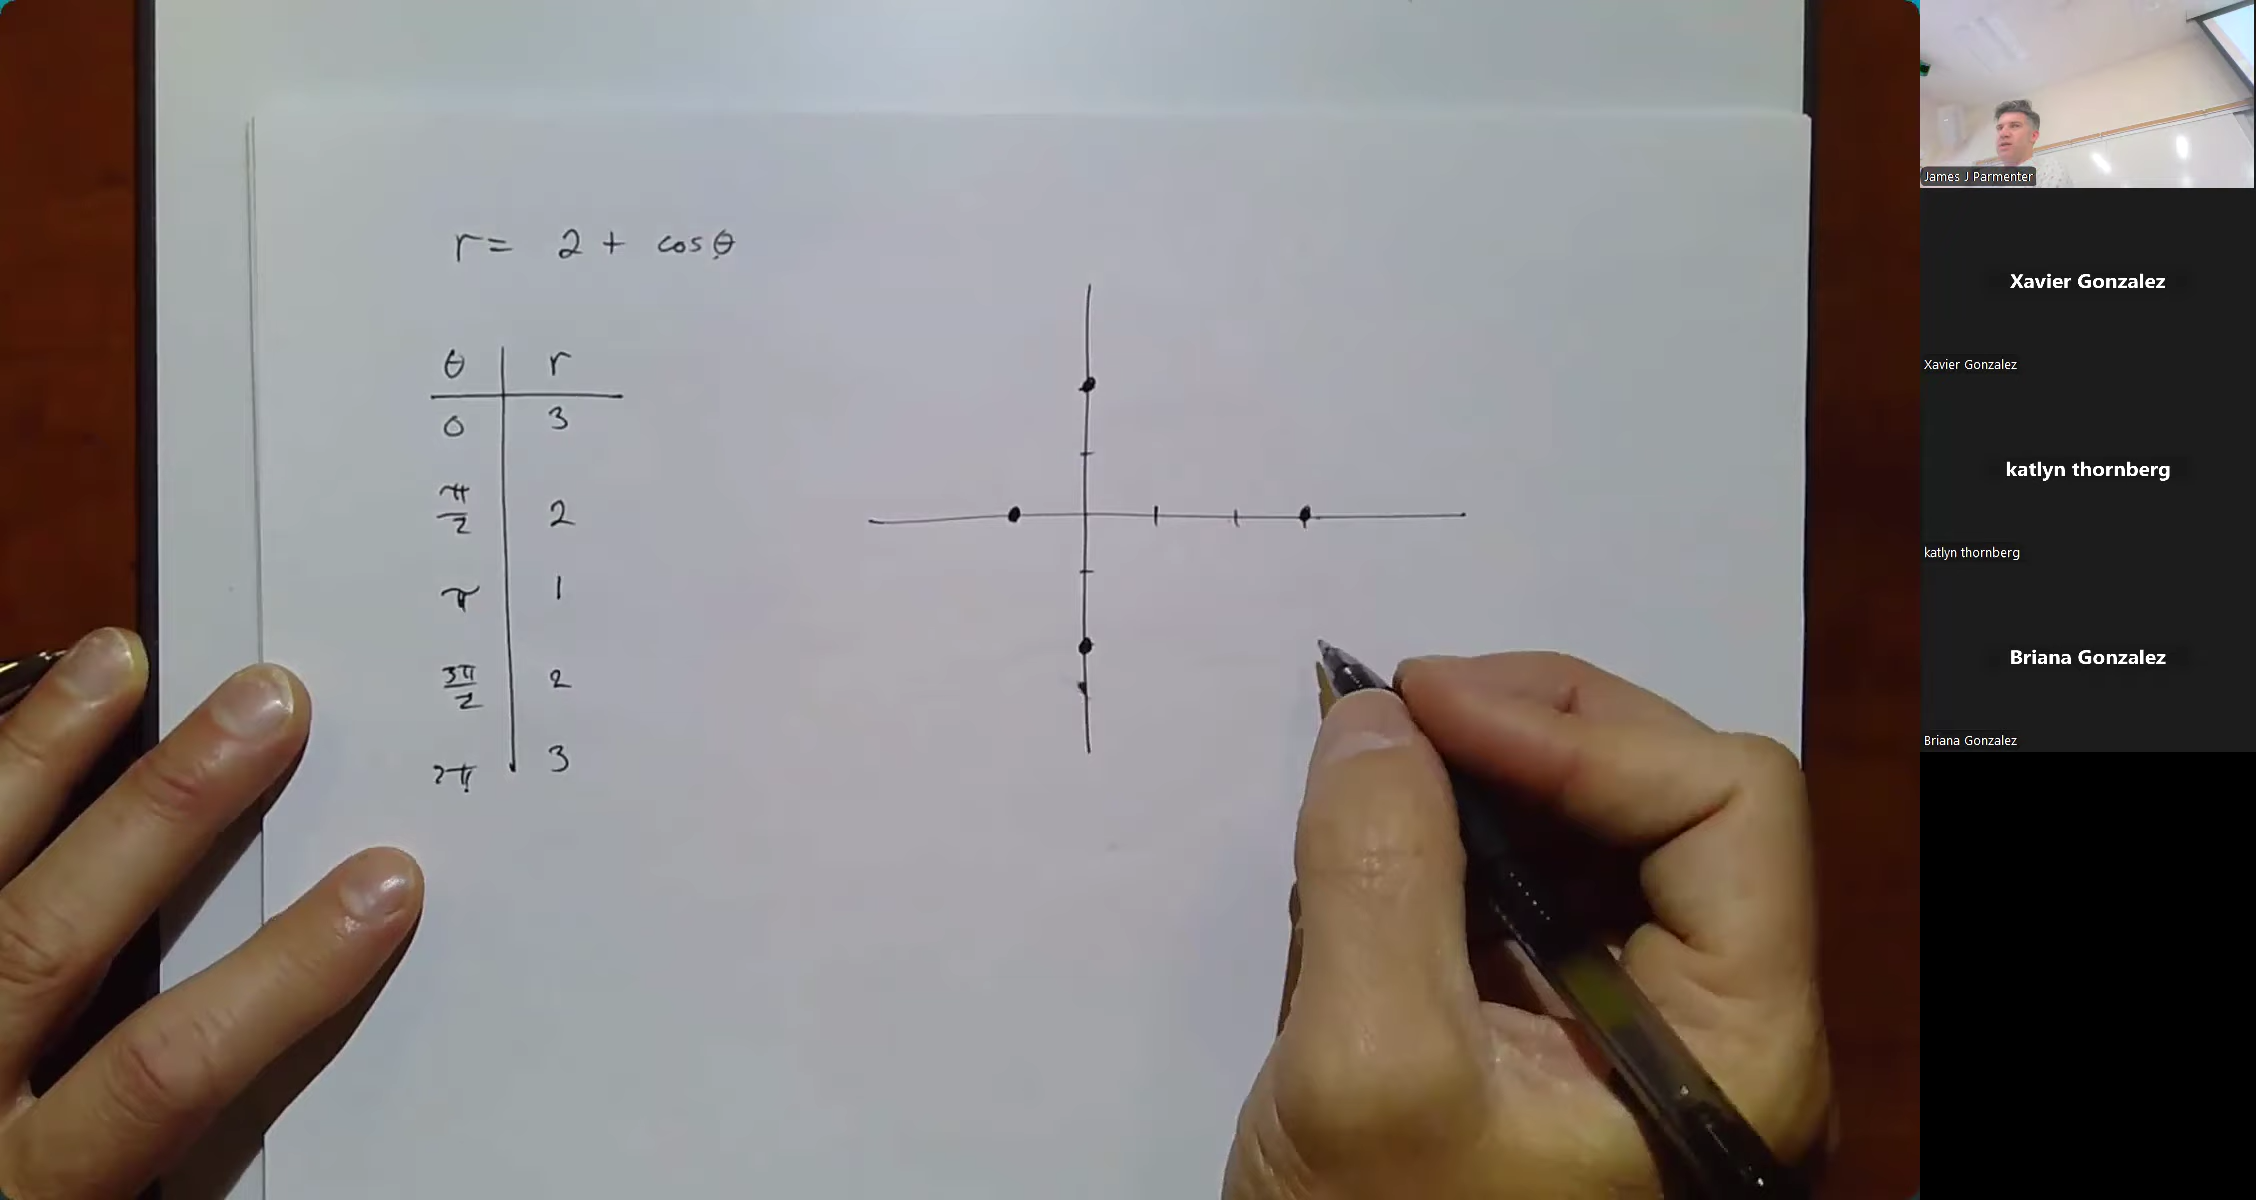 r = 2 + cos θ
θ r
0 3
π/2 2
π 1
3π/2 2
2π 3
James J Parmenter
Xavier Gonzalez
Xavier Gonzalez
katlyn thornberg
katlyn thornberg
Briana Gonzalez
Briana Gonzalez